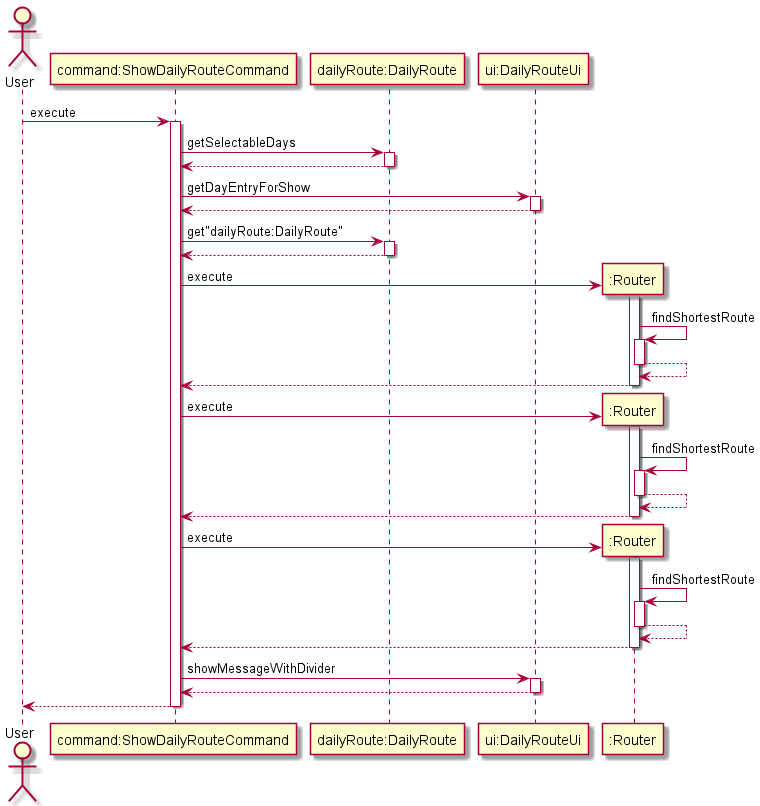 User
command:ShowDailyRouteCommand
dailyRoute:DailyRoute
ui:DailyRouteUi
execute
getSelectableDays
getDayEntryForShow
get"dailyRoute:DailyRoute"
execute
:Router
findShortestRoute
execute
:Router
findShortestRoute
execute
:Router
findShortestRoute
showMessageWithDivider
User
command:ShowDailyRouteCommand
dailyRoute:DailyRoute
ui:DailyRouteUi
:Router